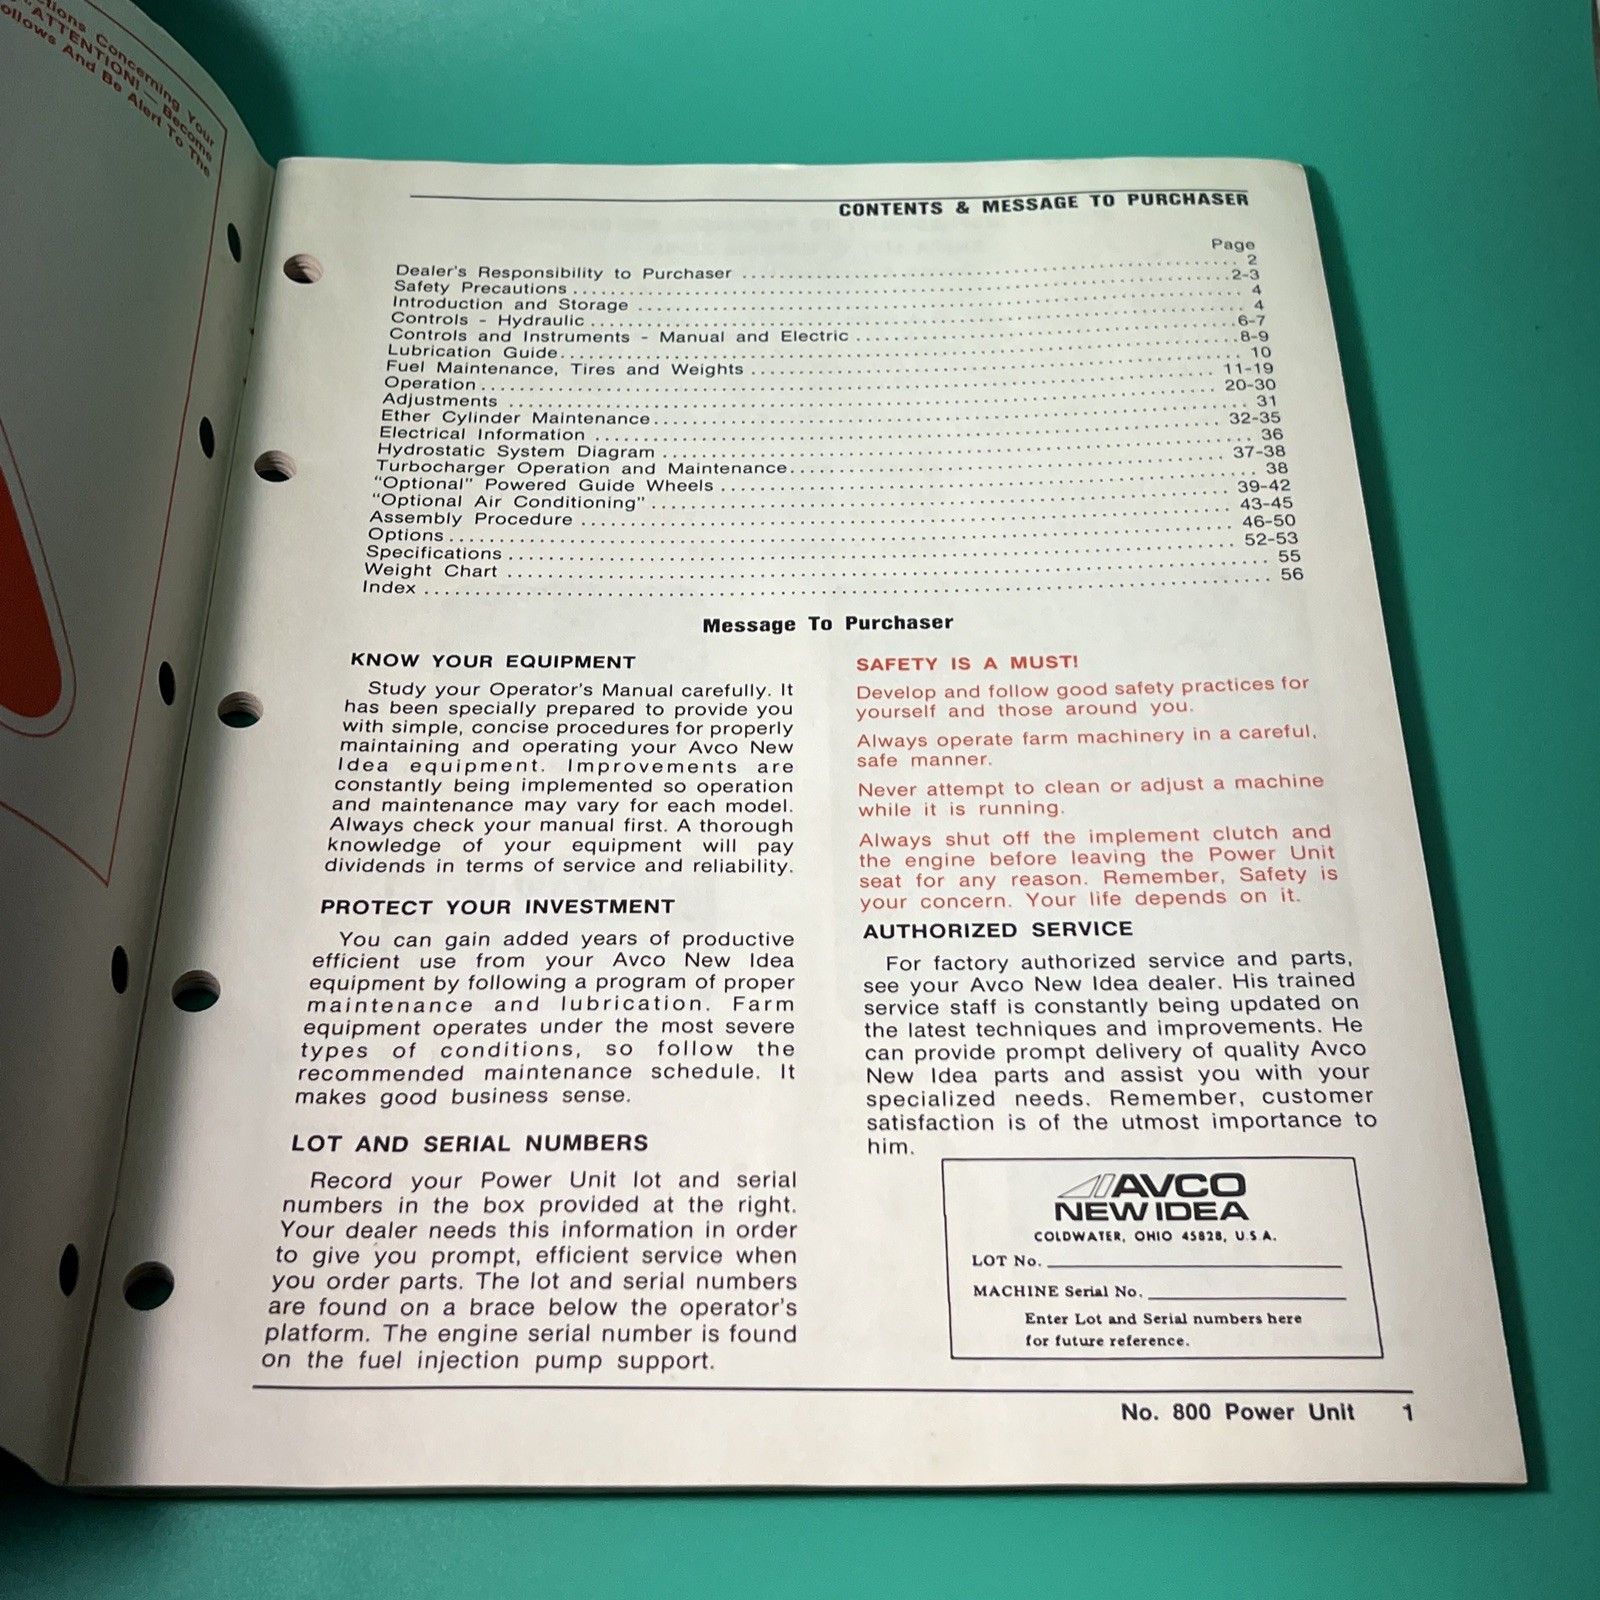 Concerning Your
"ATTENTION! — Become
And Be Alert To The
CONTENTS & MESSAGE TO PURCHASER
Page
Dealer's Responsibility to Purchaser ........ 2
Safety Precautions ........ 2-3
Introduction and Storage ........ 4
Controls - Hydraulic ........ 4
Controls and Instruments - Manual and Electric ........ 6-7
Lubrication Guide ........ 8-9
Fuel Maintenance, Tires and Weights ........ 10
Operation ........ 11-19
Adjustments ........ 20-30
Ether Cylinder Maintenance ........ 31
Electrical Information ........ 32-35
Hydrostatic System Diagram ........ 36
Turbocharger Operation and Maintenance ........ 37-38
"Optional" Powered Guide Wheels ........ 38
"Optional Air Conditioning" ........ 39-42
Assembly Procedure ........ 43-45
Options ........ 46-50
Specifications ........ 52-53
Weight Chart ........ 55
Index ........ 56
Message To Purchaser
KNOW YOUR EQUIPMENT
Study your Operator's Manual carefully. It
has been specially prepared to provide you
with simple, concise procedures for properly
maintaining and operating your Avco New
Idea equipment. Improvements are
constantly being implemented so operation
and maintenance may vary for each model.
Always check your manual first. A thorough
knowledge of your equipment will pay
dividends in terms of service and reliability.
PROTECT YOUR INVESTMENT
You can gain added years of productive
efficient use from your Avco New Idea
equipment by following a program of proper
maintenance and lubrication. Farm
equipment operates under the most severe
types of conditions, so follow the
recommended maintenance schedule. It
makes good business sense.
LOT AND SERIAL NUMBERS
Record your Power Unit lot and serial
numbers in the box provided at the right.
Your dealer needs this information in order
to give you prompt, efficient service when
you order parts. The lot and serial numbers
are found on a brace below the operator's
platform. The engine serial number is found
on the fuel injection pump support.
SAFETY IS A MUST!
Develop and follow good safety practices for
yourself and those around you.
Always operate farm machinery in a careful,
safe manner.
Never attempt to clean or adjust a machine
while it is running.
Always shut off the implement clutch and
the engine before leaving the Power Unit
seat for any reason. Remember, Safety is
your concern. Your life depends on it.
AUTHORIZED SERVICE
For factory authorized service and parts,
see your Avco New Idea dealer. His trained
service staff is constantly being updated on
the latest techniques and improvements. He
can provide prompt delivery of quality Avco
New Idea parts and assist you with your
specialized needs. Remember, customer
satisfaction is of the utmost importance to
him.
AVCO
NEW IDEA
COLDWATER, OHIO 45828, U.S.A.
LOT No.
MACHINE Serial No.
Enter Lot and Serial numbers here
for future reference.
No. 800 Power Unit 1